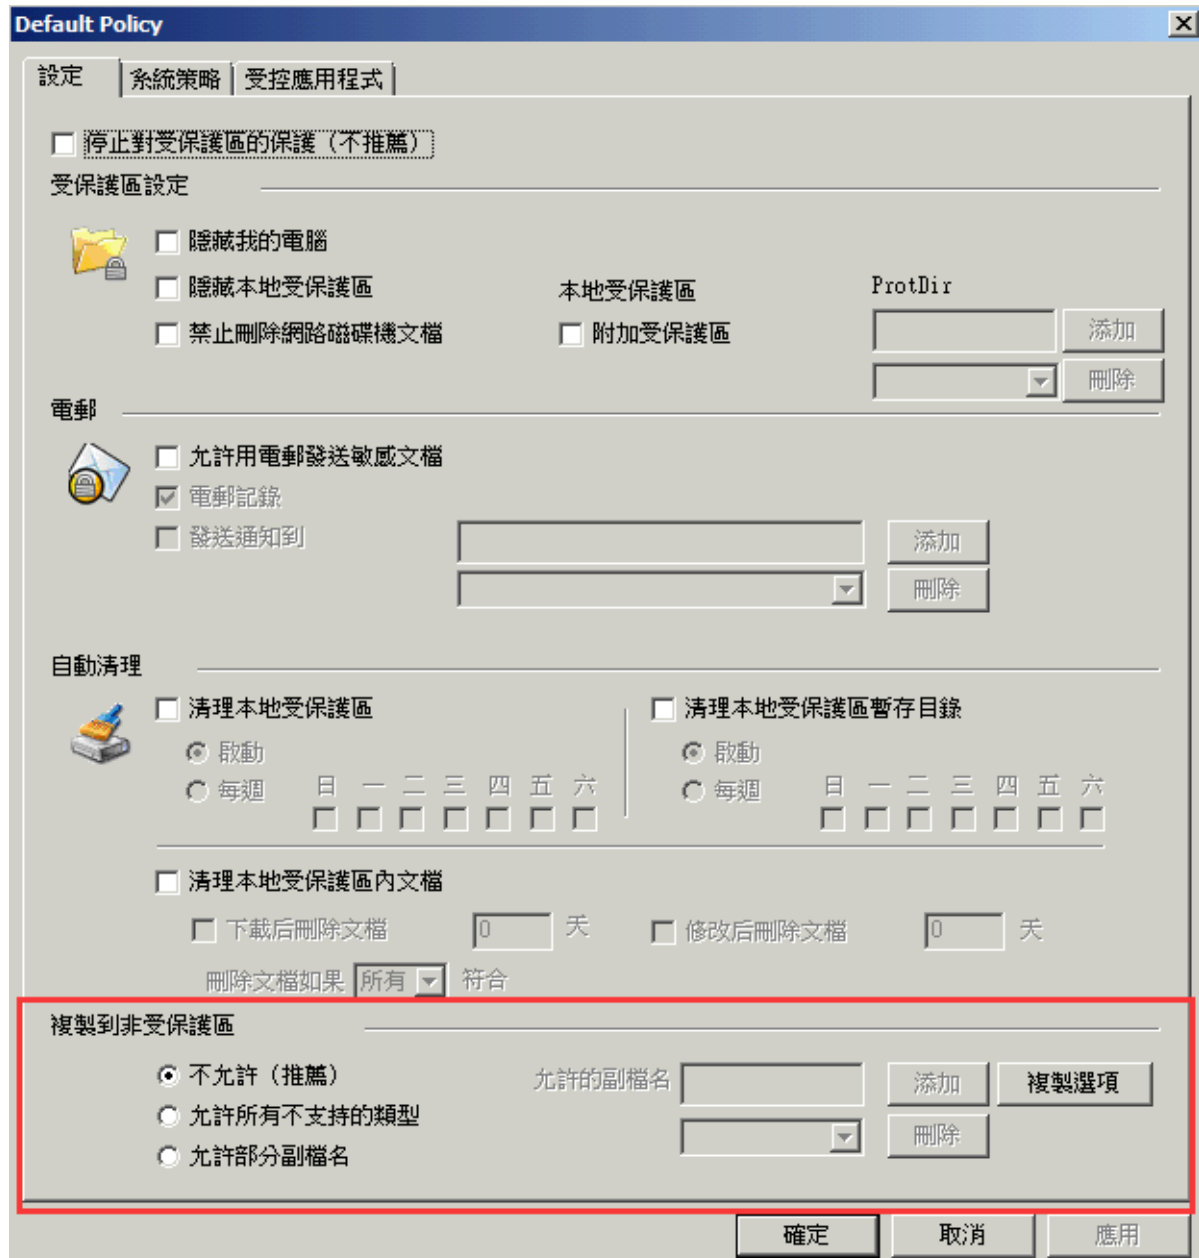 Default Policy
設定 系統策略 受控應用程式
停止對受保護區的保護（不推薦）
受保護區設定
隱藏我的電腦
隱藏本地受保護區 本地受保護區 ProtDir
禁止刪除網路磁碟機文檔 附加受保護區 添加
刪除
電郵
允許用電郵發送敏感文檔
電郵記錄
發送通知到 添加
刪除
自動清理
清理本地受保護區 清理本地受保護區暫存目錄
啟動 啟動
每週 日 一 二 三 四 五 六 每週 日 一 二 三 四 五 六
清理本地受保護區內文檔
下載后刪除文檔 0 天 修改后刪除文檔 0 天
刪除文檔如果 所有 符合
複製到非受保護區
不允許（推薦） 允許的副檔名 添加 複製選項
允許所有不支持的類型 刪除
允許部分副檔名
確定 取消 應用